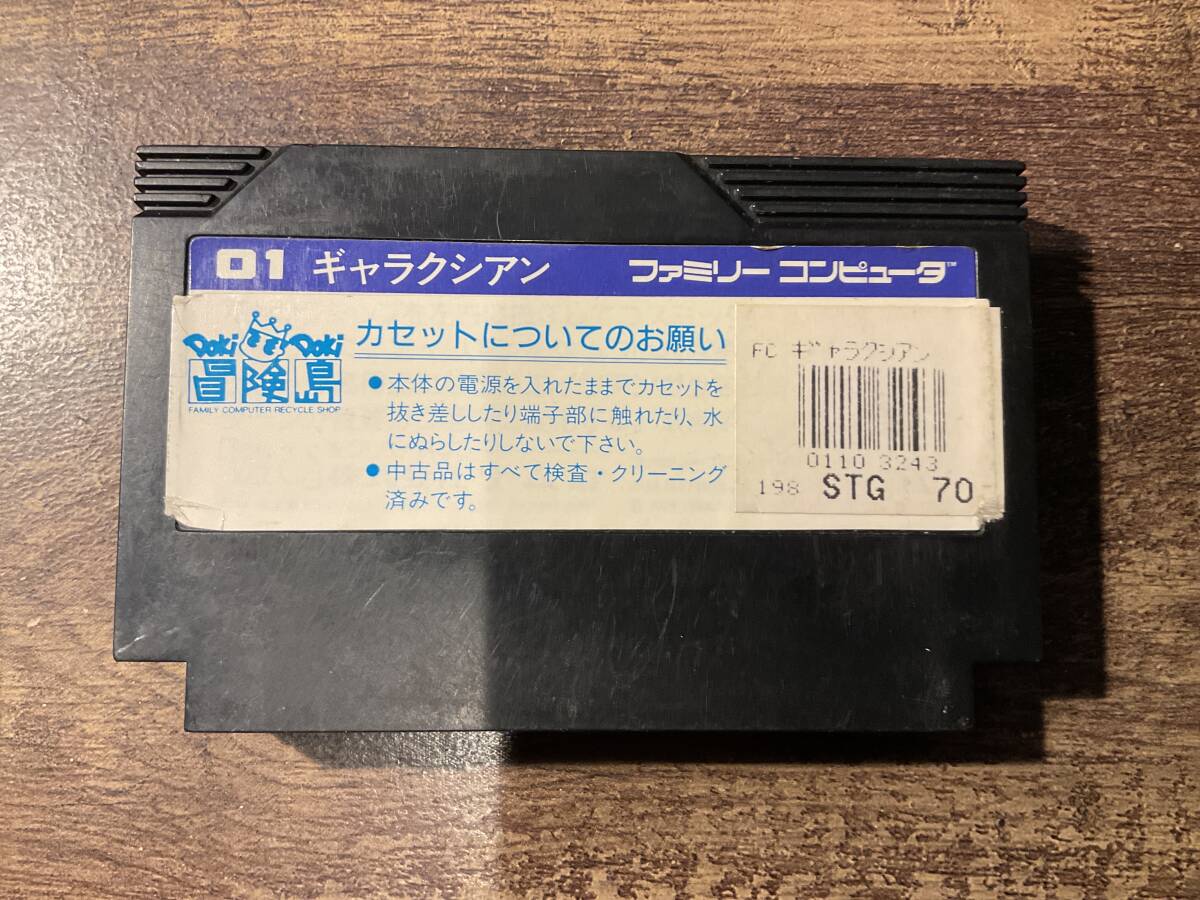 01 ギャラクシアン ファミリー コンピュータ™
Doki Doki
冒険島
FAMILY COMPUTER RECYCLE SHOP
カセットについてのお願い
●本体の電源を入れたままでカセットを
抜き差ししたり端子部に触れたり、水
にぬらしたりしないで下さい。
●中古品はすべて検査・クリーニング
済みです。
FC ギャラクシアン
0110 3243
198 STG 70